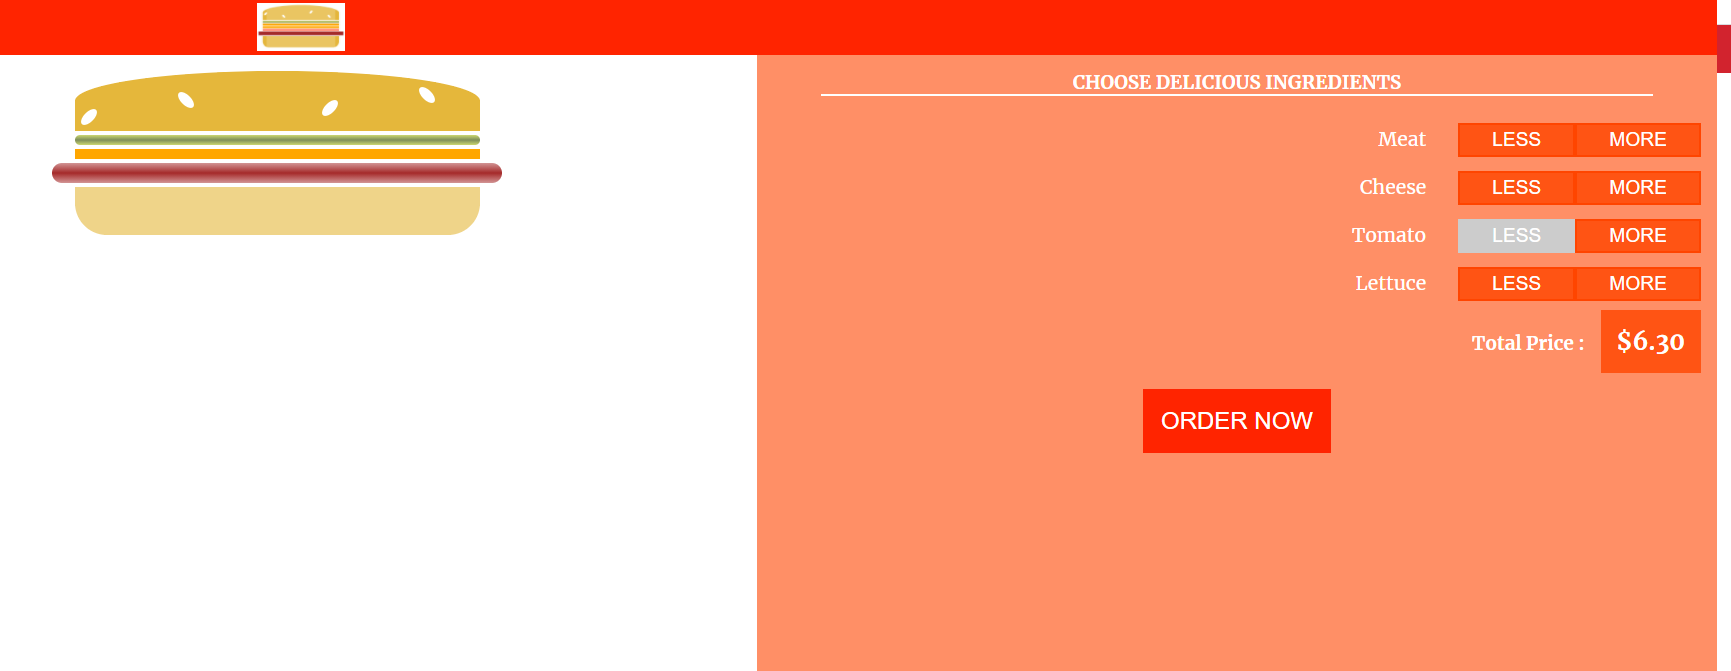 CHOOSE DELICIOUS INGREDIENTS
Meat LESS MORE
Cheese LESS MORE
Tomato LESS MORE
Lettuce LESS MORE
Total Price : $6.30
ORDER NOW